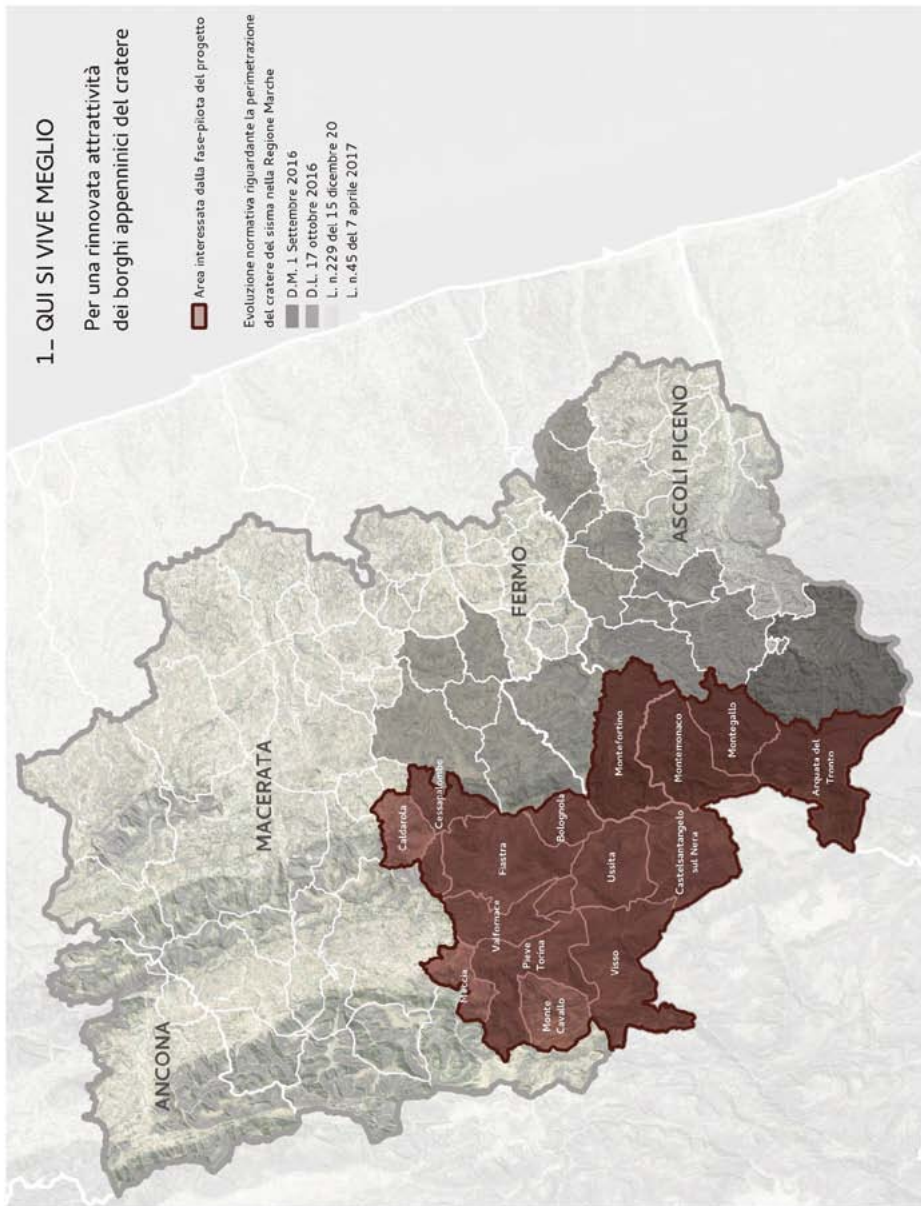 1_ QUI SI VIVE MEGLIO
Per una rinnovata attrattività
dei borghi appenninici del cratere
Area interessata dalla fase-pilota del progetto
Evoluzione normativa riguardante la perimetrazione
del cratere del sisma nella Regione Marche
D.M. 1 Settembre 2016
D.L. 17 ottobre 2016
L. n.229 del 15 dicembre 20
L. n.45 del 7 aprile 2017
ANCONA
MACERATA
FERMO
ASCOLI PICENO
Caldarola
Cessapalombo
Muccia
Valfornace
Fiastra
Pieve
Torina
Bolognola
Monte
Cavallo
Visso
Ussita
Castelsantangelo
sul Nera
Montefortino
Montemonaco
Montegallo
Arquata del
Tronto